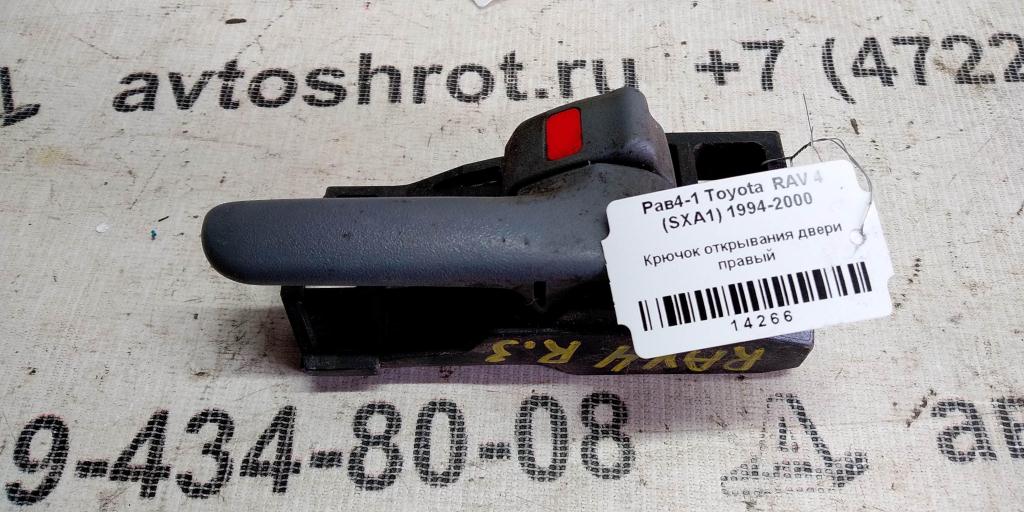 avtoshrot.ru +7 (4722
Рав4-1 Toyota RAV 4
(SXA1) 1994-2000
Крючок открывания двери
правый
14266
RAV4 R.3
9-434-80-08
ав